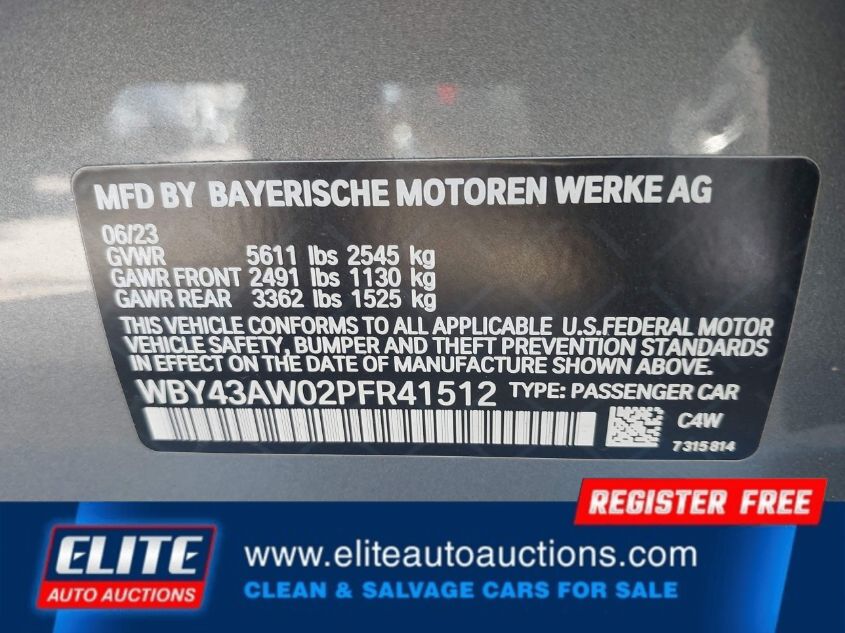 MFD BY BAYERISCHE MOTOREN WERKE AG
06/23
GVWR 5611 lbs 2545 kg
GAWR FRONT 2491 lbs 1130 kg
GAWR REAR 3362 lbs 1525 kg
THIS VEHICLE CONFORMS TO ALL APPLICABLE U.S.FEDERAL MOTOR
VEHICLE SAFETY, BUMPER AND THEFT PREVENTION STANDARDS
IN EFFECT ON THE DATE OF MANUFACTURE SHOWN ABOVE.
WBY43AW02PFR41512 TYPE: PASSENGER CAR
C4W
7315814
REGISTER FREE
ELITE
AUTO AUCTIONS
www.eliteautoauctions.com
CLEAN & SALVAGE CARS FOR SALE